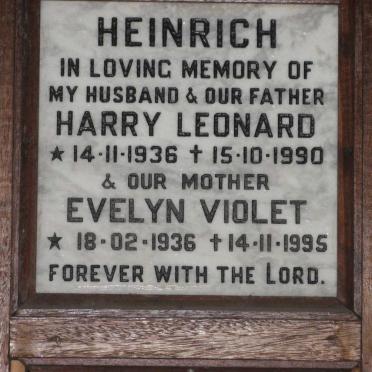 HEINRICH
IN LOVING MEMORY OF
MY HUSBAND & OUR FATHER
HARRY LEONARD
★ 14·11·1936 ✝ 15·10·1990
& OUR MOTHER
EVELYN VIOLET
★ 18·02·1936 ✝ 14·11·1995
FOREVER WITH THE LORD.